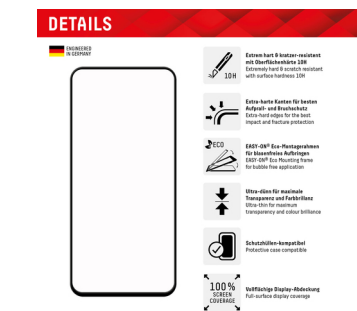 DETAILS
ENGINEERED
IN GERMANY
10H
Extrem hart & kratzer-resistent
mit Oberflächenhärte 10H
Extremely hard & scratch resistant
with surface hardness 10H
Extra-harte Kanten für besten
Aufprall- und Bruchschutz
Extra-hard edges for the best
impact and fracture protection
ECO
EASY-ON® Eco-Montagerahmen
für blasenfreies Aufbringen
EASY-ON® Eco Mounting frame
for bubble free application
Ultra-dünn für maximale
Transparenz und Farbbrillanz
Ultra-thin for maximum
transparency and colour brilliance
Schutzhüllen-kompatibel
Protective case compatible
100%
SCREEN
COVERAGE
Vollflächige Display-Abdeckung
Full-surface display coverage